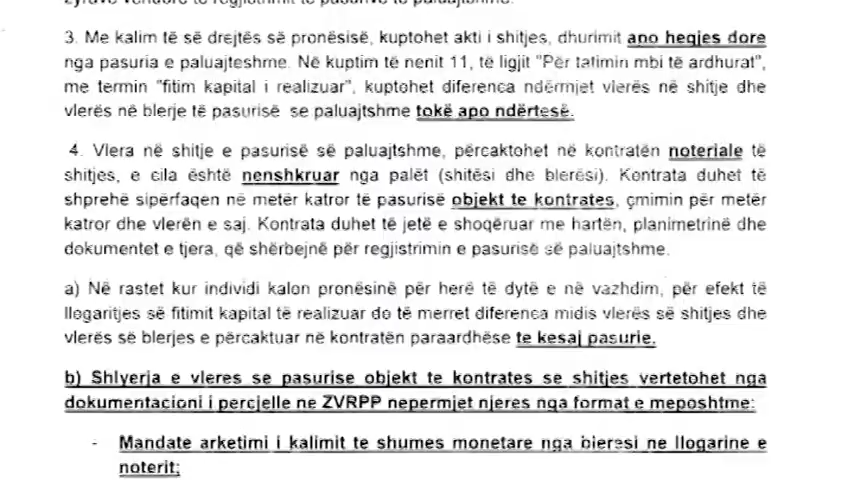 zyrave vendore të regjistrimit të pasurive të paluajtshme.
3. Me kalim të së drejtës së pronësisë, kuptohet akti i shitjes, dhurimit apo heqjes dore
nga pasuria e paluajteshme. Në kuptim të nenit 11, të ligjit "Për tatimin mbi të ardhurat",
me termin "fitim kapital i realizuar", kuptohet diferenca ndërmjet vlerës në shitje dhe
vlerës në blerje të pasurisë se paluajtshme tokë apo ndërtesë.
4. Vlera në shitje e pasurisë së paluajtshme, përcaktohet në kontratën noteriale të
shitjes, e cila është nenshkruar nga palët (shitësi dhe blerësi). Kontrata duhet të
shprehë sipërfaqen në metër katror të pasurisë objekt te kontrates, çmimin për metër
katror dhe vlerën e saj. Kontrata duhet të jetë e shoqëruar me hartën, planimetrinë dhe
dokumentet e tjera, që shërbejnë për regjistrimin e pasurisë së paluajtshme.
a) Në rastet kur individi kalon pronësinë për herë të dytë e në vazhdim, për efekt të
llogaritjes së fitimit kapital të realizuar do të merret diferenca midis vlerës së shitjes dhe
vlerës së blerjes e përcaktuar në kontratën paraardhëse te kesaj pasurie.
b) Shlyerja e vleres se pasurise objekt te kontrates se shitjes vertetohet nga
dokumentacioni i percjelle ne ZVRPP nepermjet njeres nga format e meposhtme:
- Mandate arketimi i kalimit te shumes monetare nga bleresi ne llogarine e
noterit;